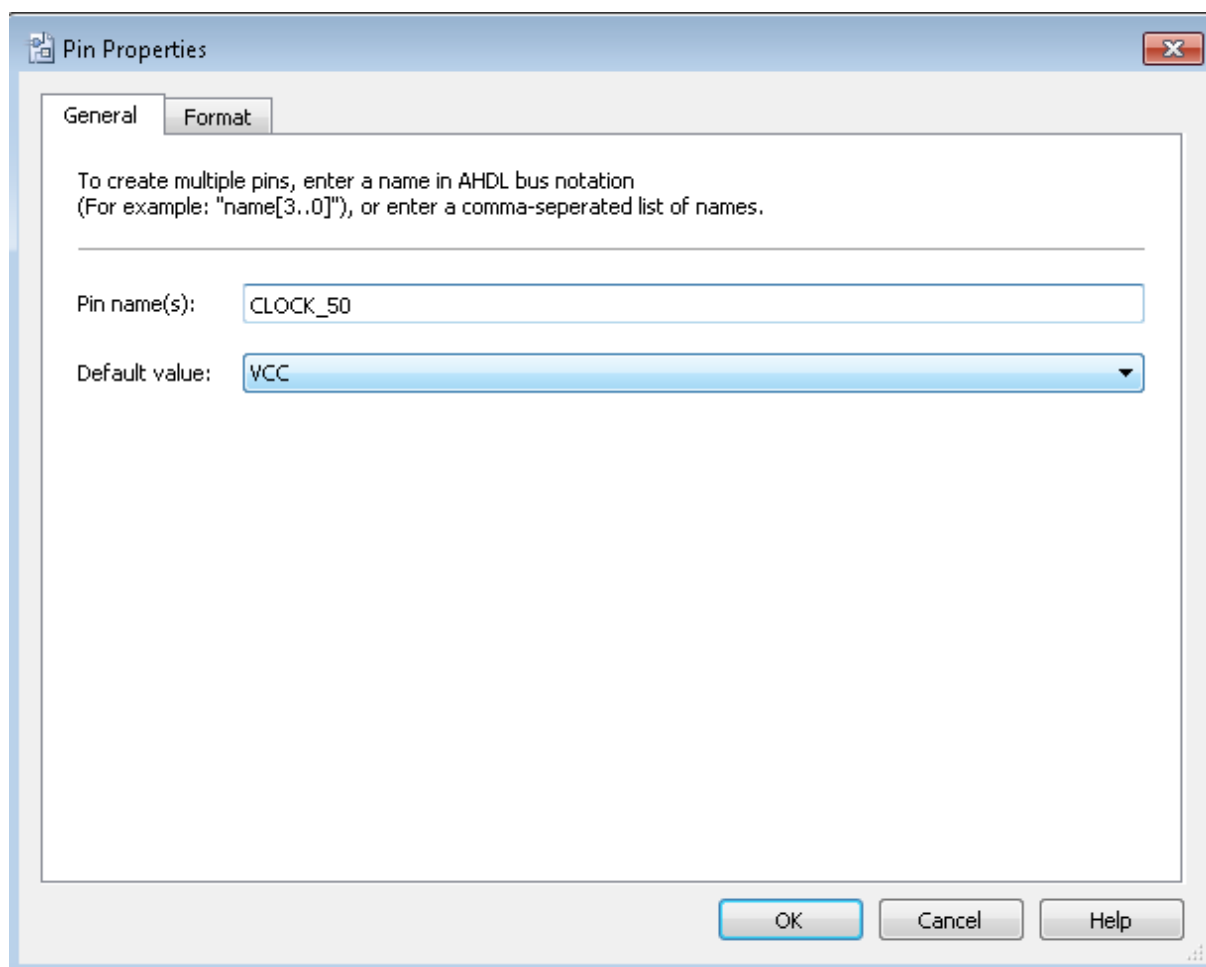 Pin Properties
General
Format
To create multiple pins, enter a name in AHDL bus notation
(For example: "name[3..0]"), or enter a comma-seperated list of names.
Pin name(s):
CLOCK_50
Default value:
VCC
OK
Cancel
Help